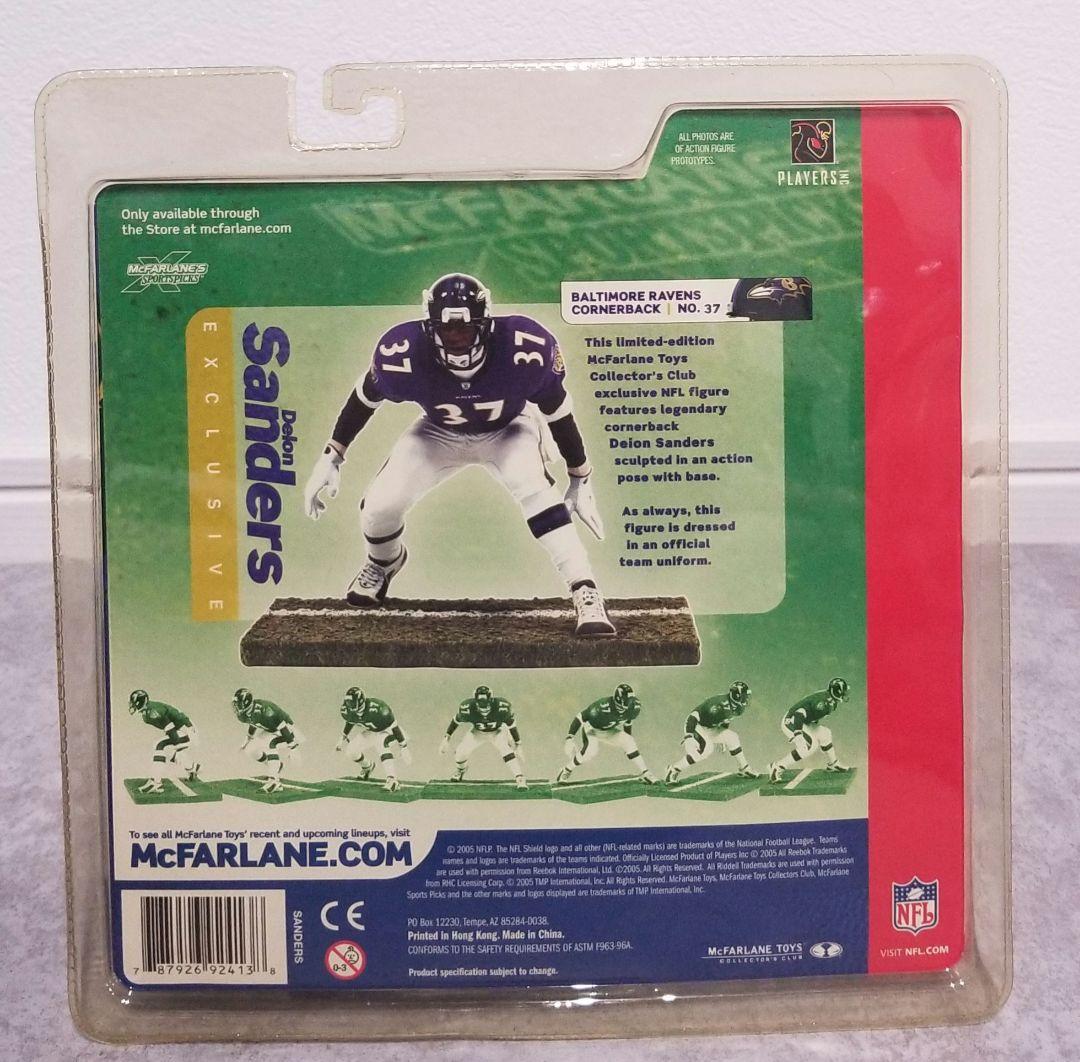 ALL PHOTOS ARE
OF ACTION FIGURE
PROTOTYPES.
PLAYERS INC
Only available through
the Store at mcfarlane.com
McFARLANE'S
SPORTSPICKS
EXCLUSIVE
Deion
Sanders
BALTIMORE RAVENS
CORNERBACK | NO. 37
This limited-edition
McFarlane Toys
Collector's Club
exclusive NFL figure
features legendary
cornerback
Deion Sanders
sculpted in an action
pose with base.
As always, this
figure is dressed
in an official
team uniform.
37
37
37
To see all McFarlane Toys' recent and upcoming lineups, visit
McFARLANE.COM
© 2005 NFLP. The NFL Shield logo and all other (NFL-related marks) are trademarks of the National Football League. Teams
names and logos are trademarks of the teams indicated. Officially Licensed Product of Players Inc © 2005 All Reebok Trademarks
are used with permission from Reebok International, Ltd. ©2005. All Rights Reserved. All Riddell Trademarks are used with permission
from RHC Licensing Corp. © 2005 TMP International, Inc. All Rights Reserved. McFarlane Toys, McFarlane Toys Collectors Club, McFarlane
Sports Picks and the other marks and logos displayed are trademarks of TMP International, Inc.
PO Box 12230, Tempe, AZ 85284-0038.
Printed in Hong Kong. Made in China.
CONFORMS TO THE SAFETY REQUIREMENTS OF ASTM F963-96A.
Product specification subject to change.
SANDERS
CE
0-3
7 87926 92413 8
McFARLANE TOYS
COLLECTOR'S CLUB
NFL
VISIT NFL.COM